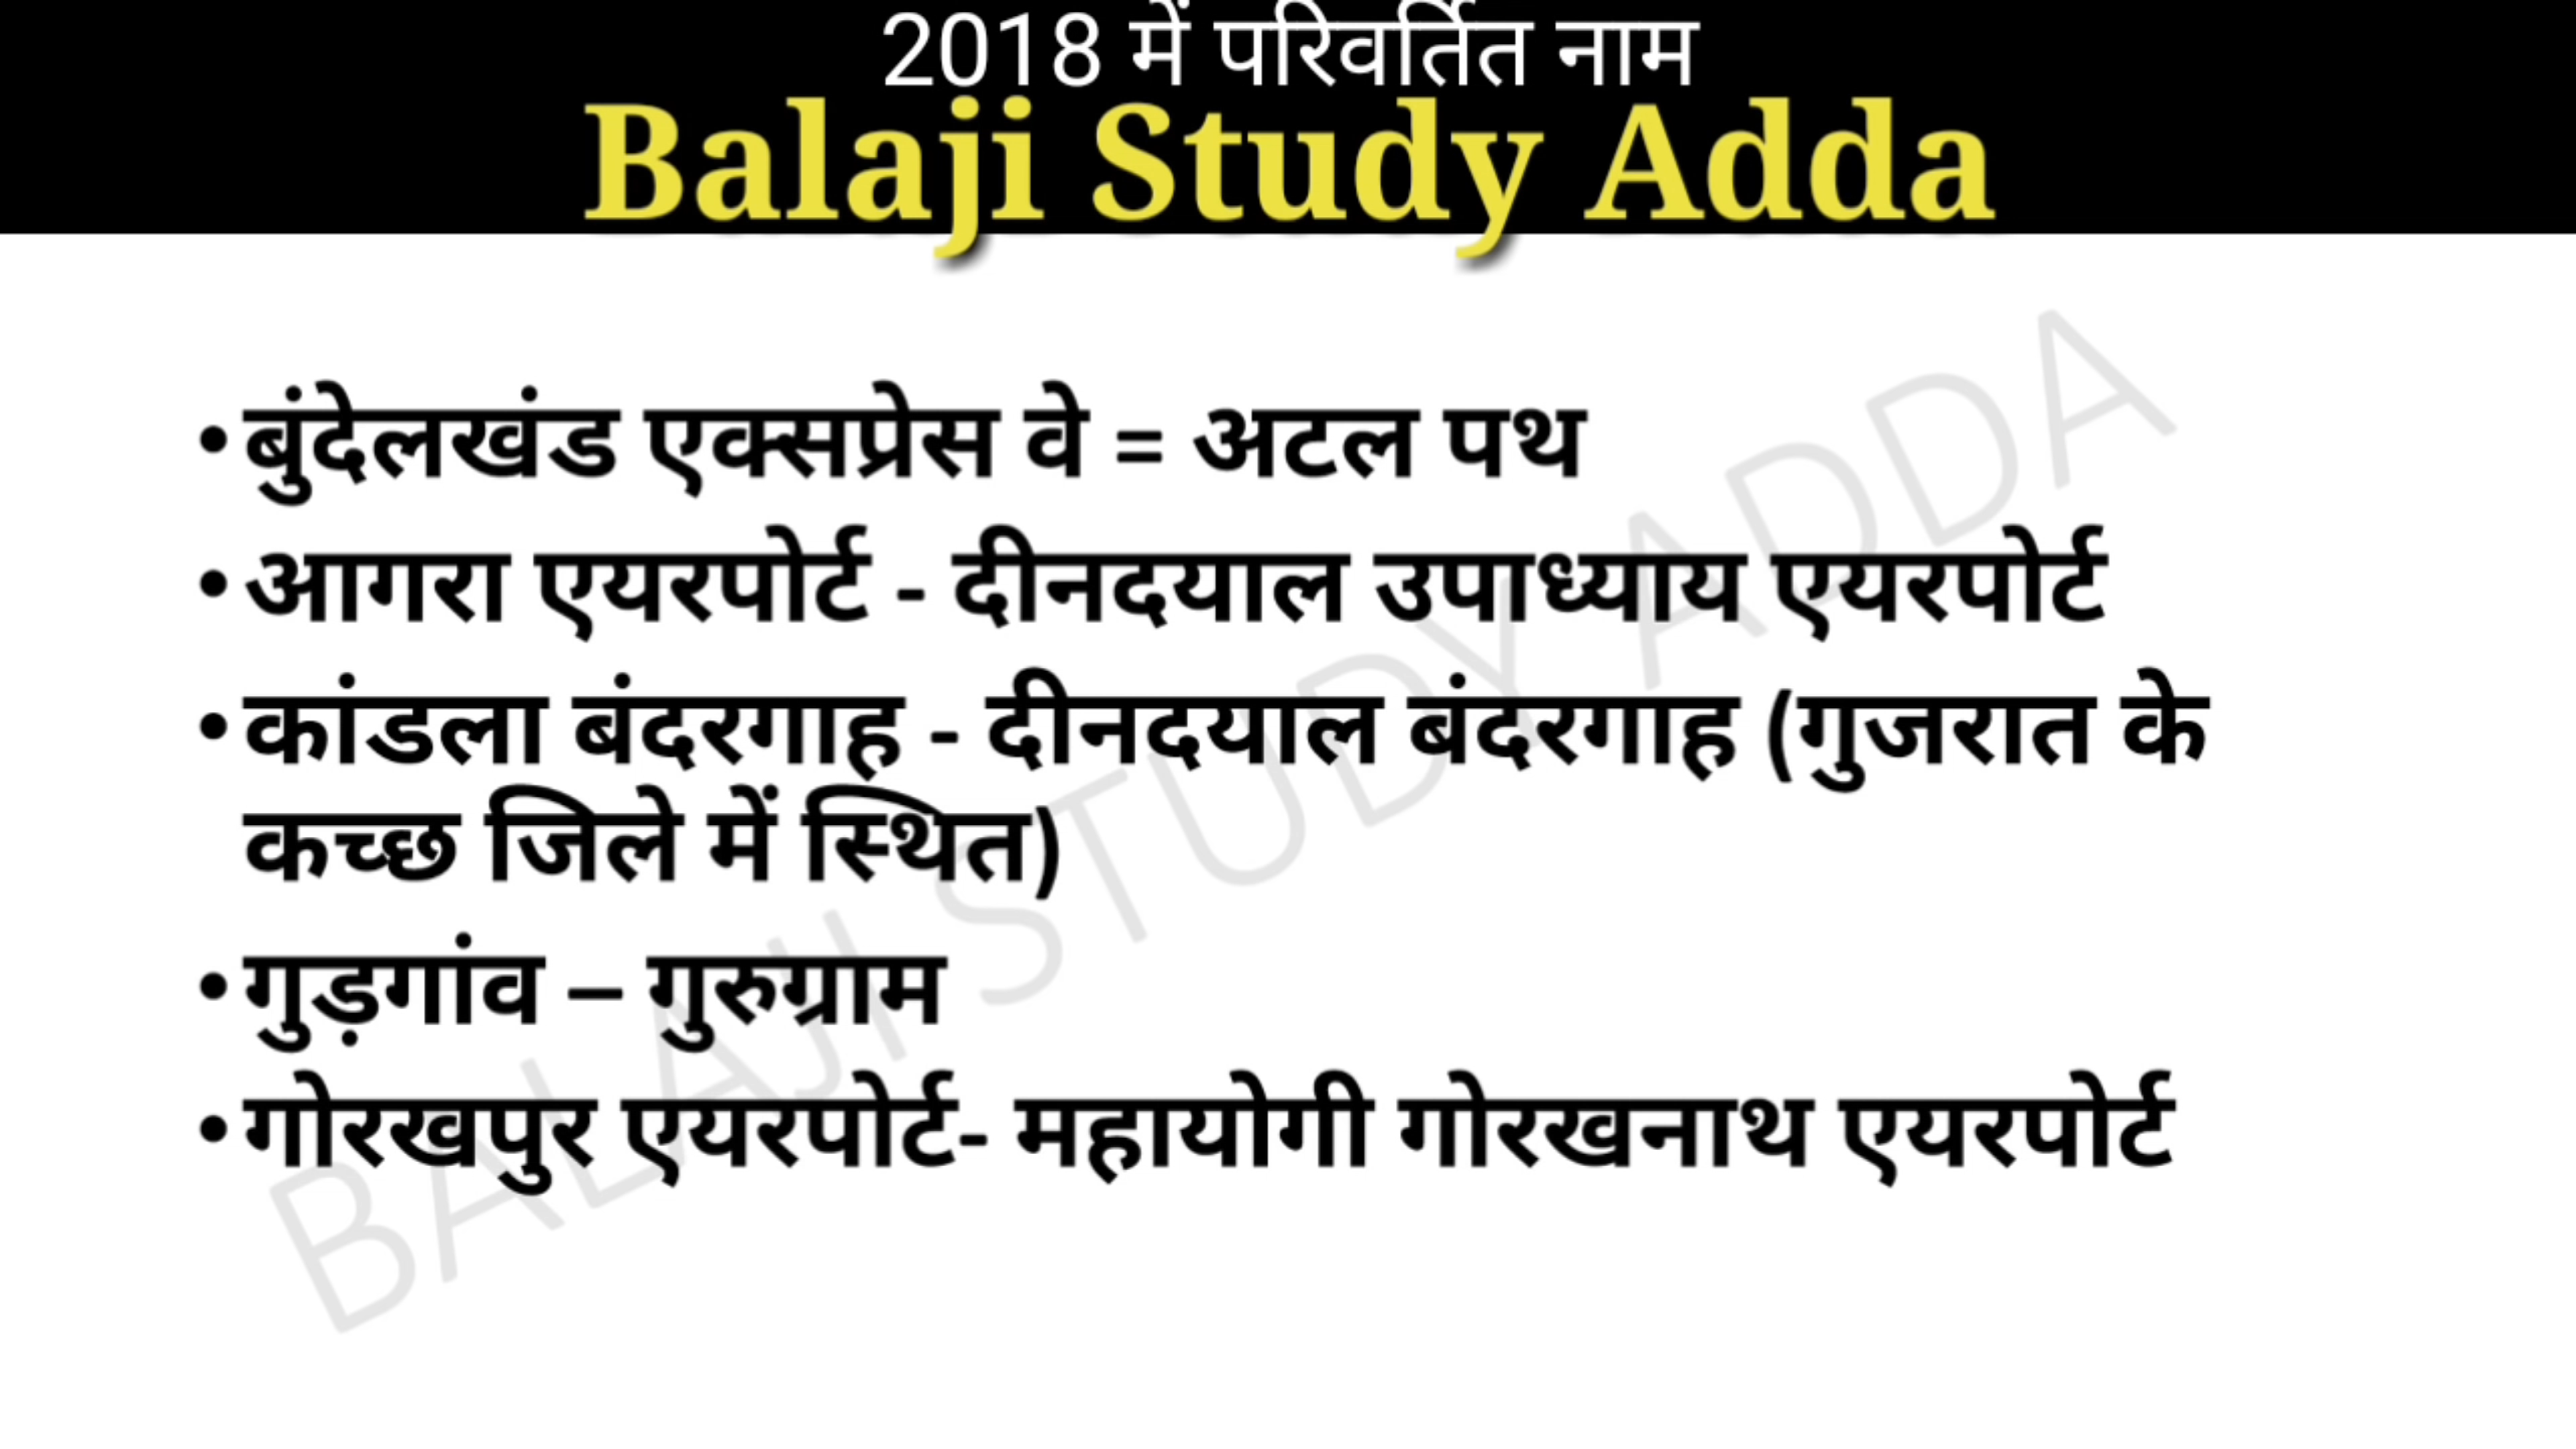 2018 में परिवर्तित नाम
Balaji Study Adda
• बुंदेलखंड एक्सप्रेस वे = अटल पथ
• आगरा एयरपोर्ट - दीनदयाल उपाध्याय एयरपोर्ट
• कांडला बंदरगाह - दीनदयाल बंदरगाह (गुजरात के
कच्छ जिले में स्थित)
• गुड़गांव – गुरुग्राम
• गोरखपुर एयरपोर्ट- महायोगी गोरखनाथ एयरपोर्ट
BALAJI STUDY ADDA